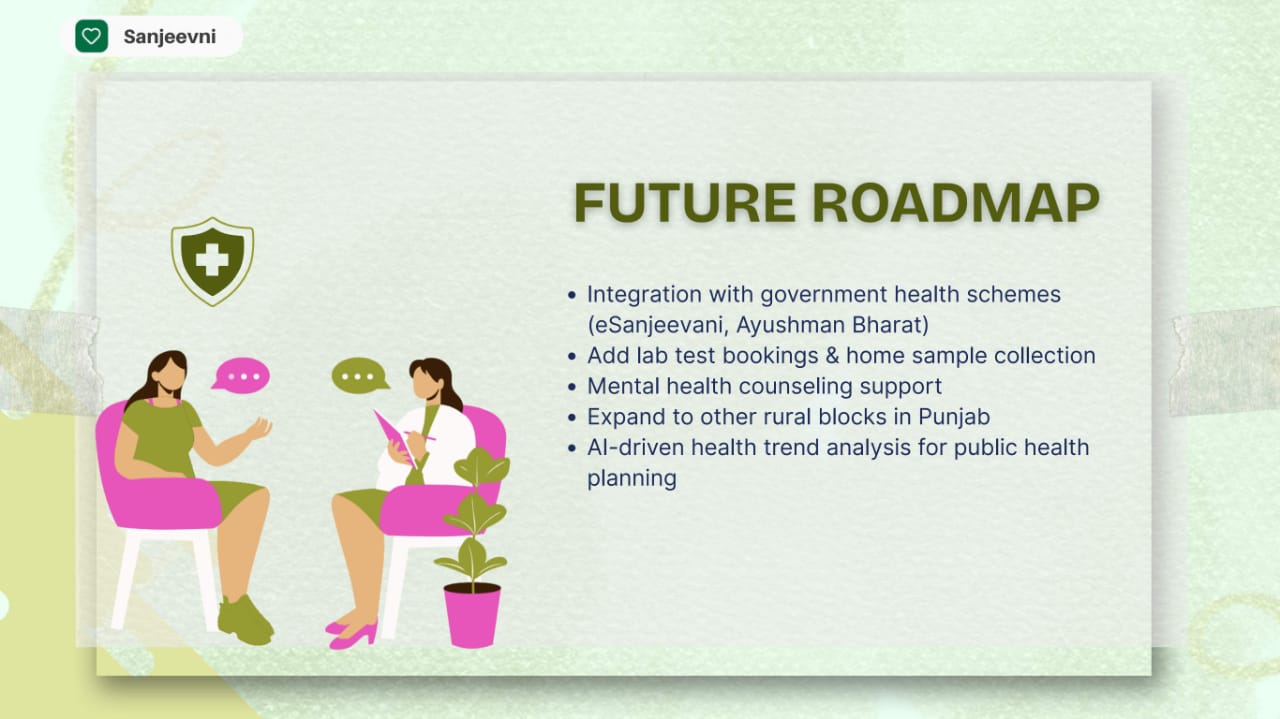 Sanjeevni
FUTURE ROADMAP
• Integration with government health schemes
(eSanjeevani, Ayushman Bharat)
• Add lab test bookings & home sample collection
• Mental health counseling support
• Expand to other rural blocks in Punjab
• AI-driven health trend analysis for public health
planning